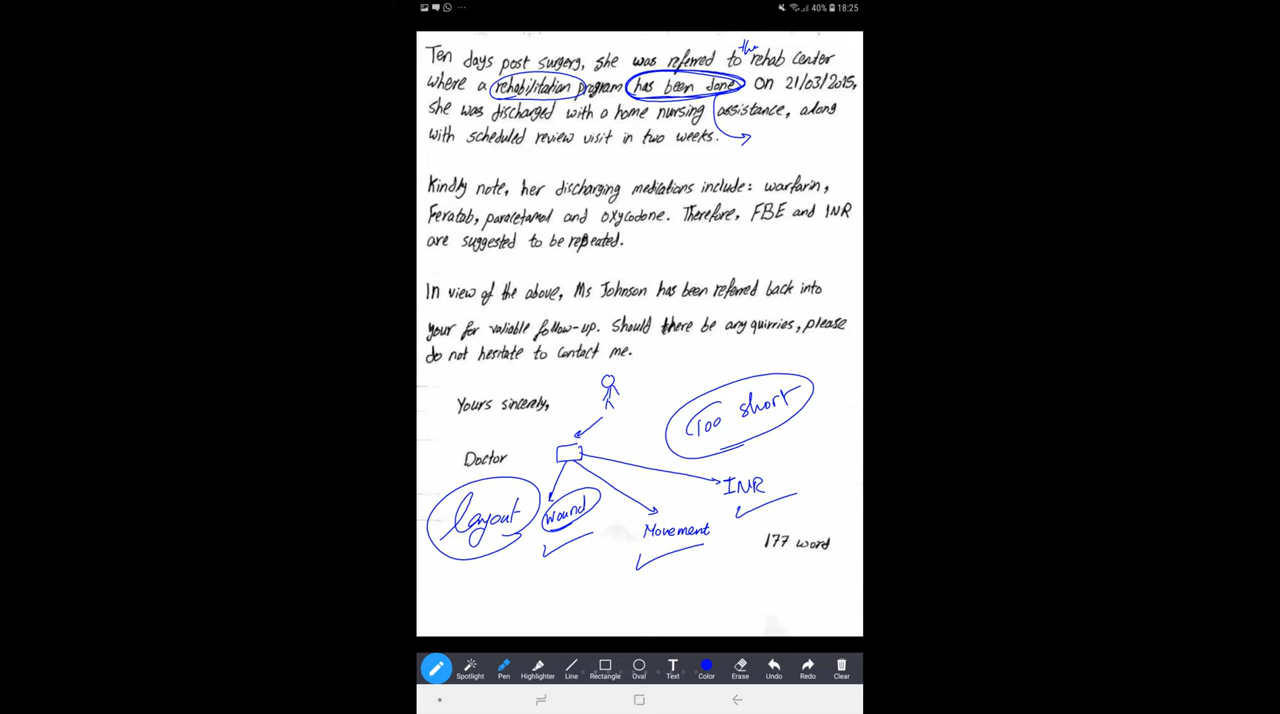 40% 18:25
the
Ten days post surgery, she was referred to rehab center
where a rehabilitation program has been done On 21/03/2015,
she was discharged with a home nursing assistance, along
with scheduled review visit in two weeks.
Kindly note, her discharging medications include: warfarin,
Feratab, paracetamol and oxycodone. Therefore, FBE and INR
are suggested to be repeated.
In view of the above, Ms Johnson has been referred back into
your for valiable follow-up. Should there be any quirries, please
do not hesitate to contact me.
Yours sincerely,
Too short
Doctor
INR
layout
wound
Movement
177 word
Spotlight Pen Highlighter Line Rectangle Oval Text Color Erase Undo Redo Clear